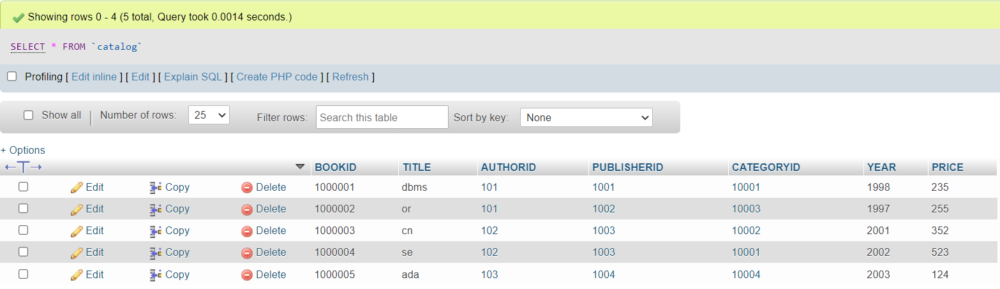 Showing rows 0 - 4 (5 total, Query took 0.0014 seconds.)
SELECT * FROM `catalog`
Profiling [ Edit inline ] [ Edit ] [ Explain SQL ] [ Create PHP code ] [ Refresh ]
Show all | Number of rows: 25 Filter rows: Search this table Sort by key: None
+ Options
←T→ BOOKID TITLE AUTHORID PUBLISHERID CATEGORYID YEAR PRICE
Edit Copy Delete 1000001 dbms 101 1001 10001 1998 235
Edit Copy Delete 1000002 or 101 1002 10003 1997 255
Edit Copy Delete 1000003 cn 102 1003 10002 2001 352
Edit Copy Delete 1000004 se 102 1003 10001 2002 523
Edit Copy Delete 1000005 ada 103 1004 10004 2003 124